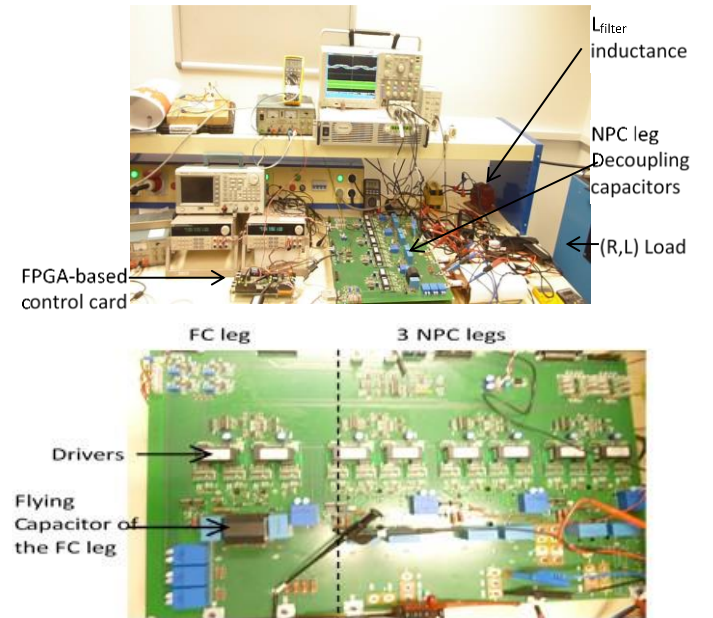 L_filter
inductance
NPC leg
Decoupling
capacitors
(R,L) Load
FPGA-based
control card
FC leg
3 NPC legs
Drivers
Flying
Capacitor of
the FC leg